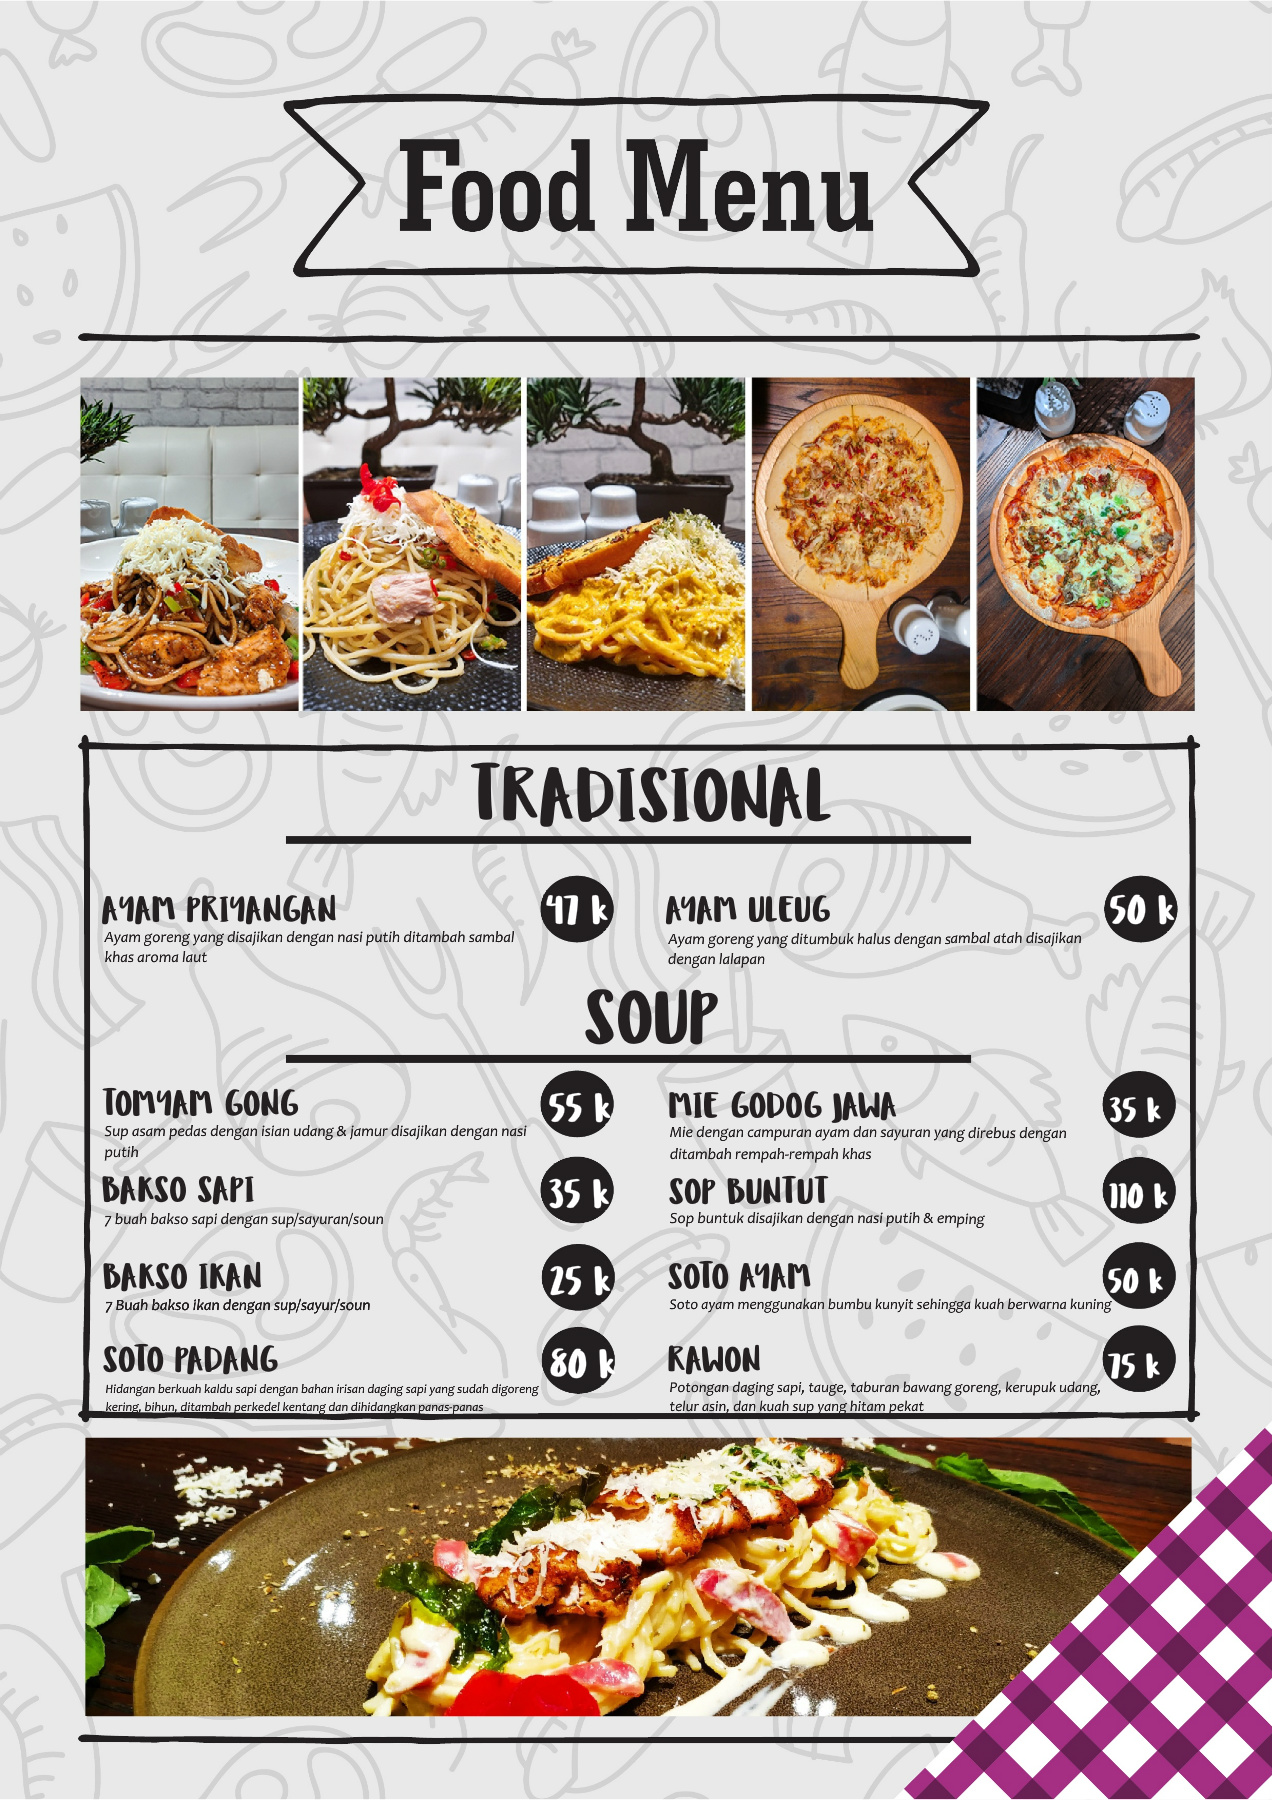 Food Menu
TRADISIONAL
AYAM PRIYANGAN
47 k
Ayam goreng yang disajikan dengan nasi putih ditambah sambal
khas aroma laut
AYAM ULEUG
50 k
Ayam goreng yang ditumbuk halus dengan sambal atah disajikan
dengan lalapan
SOUP
TOMYAM GONG
55 k
Sup asam pedas dengan isian udang & jamur disajikan dengan nasi
putih
MIE GODOG JAWA
35 k
Mie dengan campuran ayam dan sayuran yang direbus dengan
ditambah rempah-rempah khas
BAKSO SAPI
35 k
7 buah bakso sapi dengan sup/sayuran/soun
SOP BUNTUT
110 k
Sop buntuk disajikan dengan nasi putih & emping
BAKSO IKAN
25 k
7 Buah bakso ikan dengan sup/sayur/soun
SOTO AYAM
50 k
Soto ayam menggunakan bumbu kunyit sehingga kuah berwarna kuning
SOTO PADANG
80 k
Hidangan berkuah kaldu sapi dengan bahan irisan daging sapi yang sudah digoreng
kering, bihun, ditambah perkedel kentang dan dihidangkan panas-panas
RAWON
75 k
Potongan daging sapi, tauge, taburan bawang goreng, kerupuk udang,
telur asin, dan kuah sup yang hitam pekat